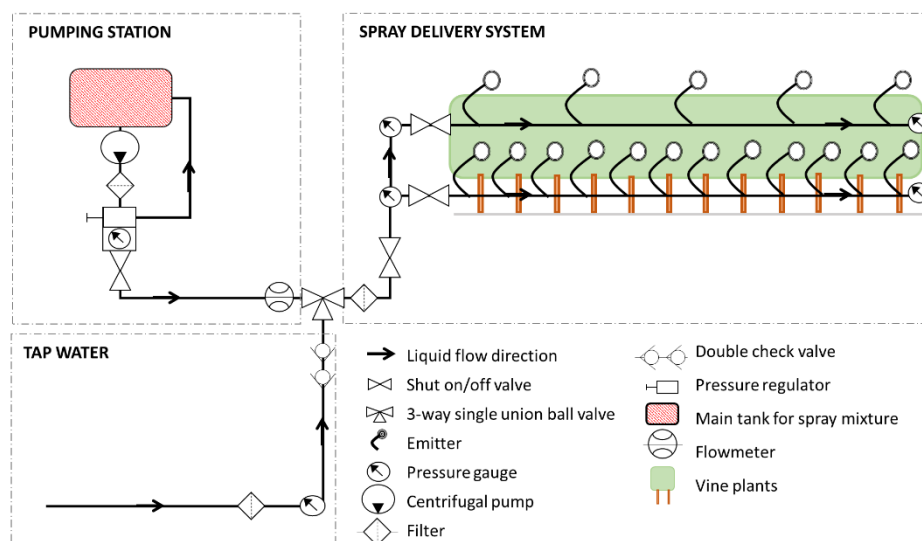 PUMPING STATION
SPRAY DELIVERY SYSTEM
TAP WATER
Liquid flow direction
Shut on/off valve
3-way single union ball valve
Emitter
Pressure gauge
Centrifugal pump
Filter
Double check valve
Pressure regulator
Main tank for spray mixture
Flowmeter
Vine plants